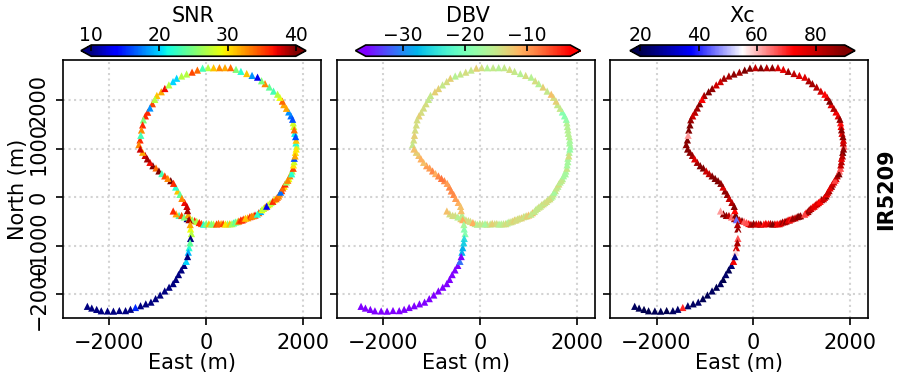 SNR DBV Xc
10 20 30 40 −30 −20 −10 20 40 60 80
North (m)
2000
1000
0
−1000
−2000
−2000 0 2000 −2000 0 2000 −2000 0 2000
East (m) East (m) East (m)
IR5209